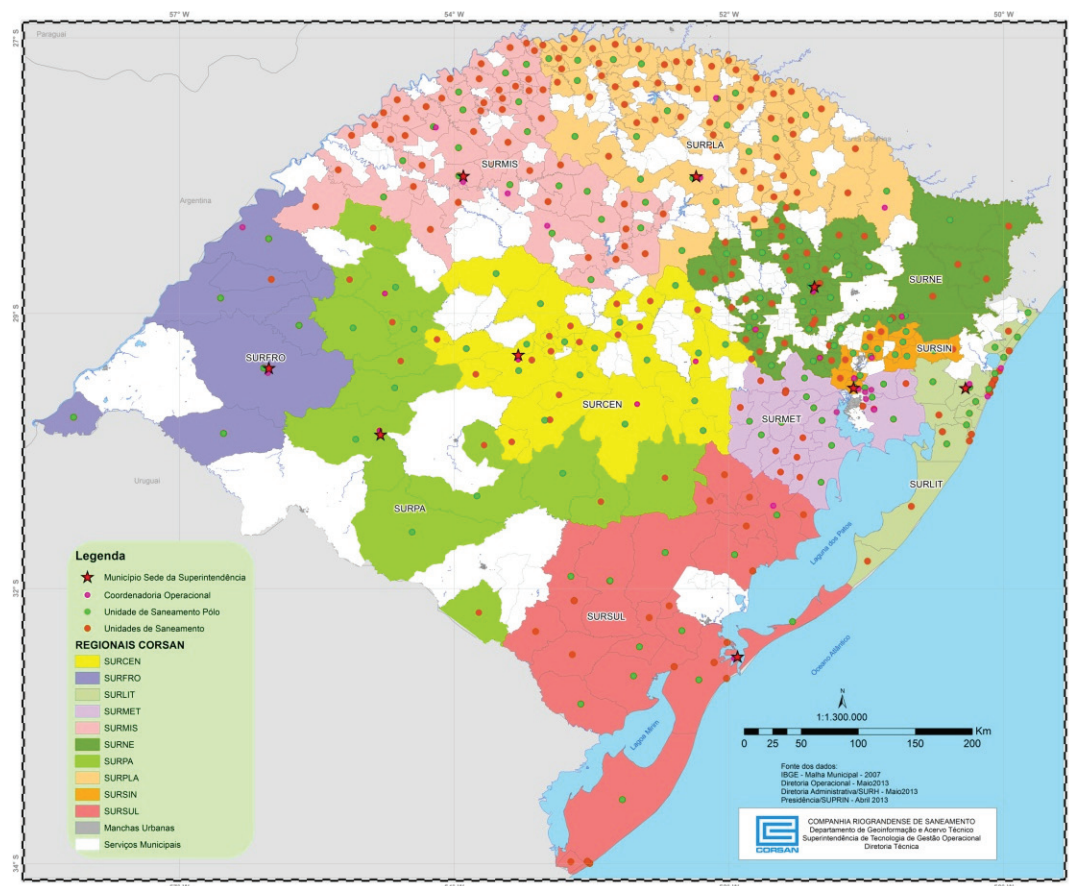 57° W
54° W
52° W
50° W
27° S
Paraguai
Santa Catarina
SURMIS
SURPLA
Argentina
SURNE
29° S
SURSIN
SURFRO
SURCEN
SURMET
Uruguai
SURLIT
SURPA
Laguna dos Patos
Legenda
Município Sede da Superintendência
Coordenadoria Operacional
Unidade de Saneamento Pólo
Unidades de Saneamento
REGIONAIS CORSAN
SURCEN
SURFRO
SURLIT
SURMET
SURMIS
SURNE
SURPA
SURPLA
SURSIN
SURSUL
Manchas Urbanas
Serviços Municipais
32° S
SURSUL
Oceano Atlântico
Lagoa Mirim
N
1:1.300.000
0 25 50 100 150 200 Km
Fonte dos dados:
IBGE - Malha Municipal - 2007
Diretoria Operacional - Maio2013
Diretoria Administrativa/SURH - Maio2013
Presidência/SUPRIN - Abril 2013
CORSAN
COMPANHIA RIOGRANDENSE DE SANEAMENTO
Departamento de Geoinformação e Acervo Técnico
Superintendência de Tecnologia de Gestão Operacional
Diretoria Técnica
34° S